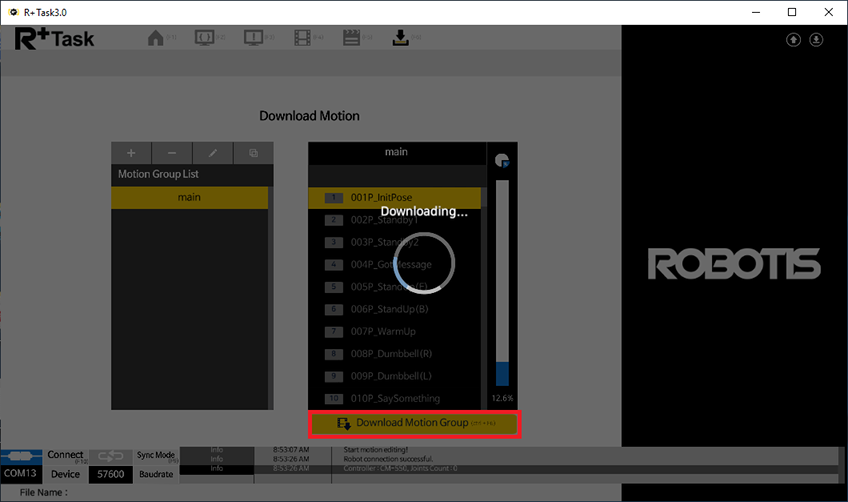 R+Task3.0
R+Task
Download Motion
Motion Group List
main
main
1 001P_InitPose
2 002P_Standby1
3 003P_Standby2
4 004P_GotMessage
5
6 006P_StandUp(B)
7 007P_WarmUp
8 008P_Dumbbell(R)
9 009P_Dumbbell(L)
10 010P_SaySomething
Downloading...
12.6%
Download Motion Group
ROBOTIS
Connect
Sync Mode
COM13 Device 57600 Baudrate
Info 8:53:07 AM Start motion editing!
Info 8:53:26 AM Robot connection successful.
Info 8:53:26 AM Controller : CM-550, Joints Count : 0
File Name :